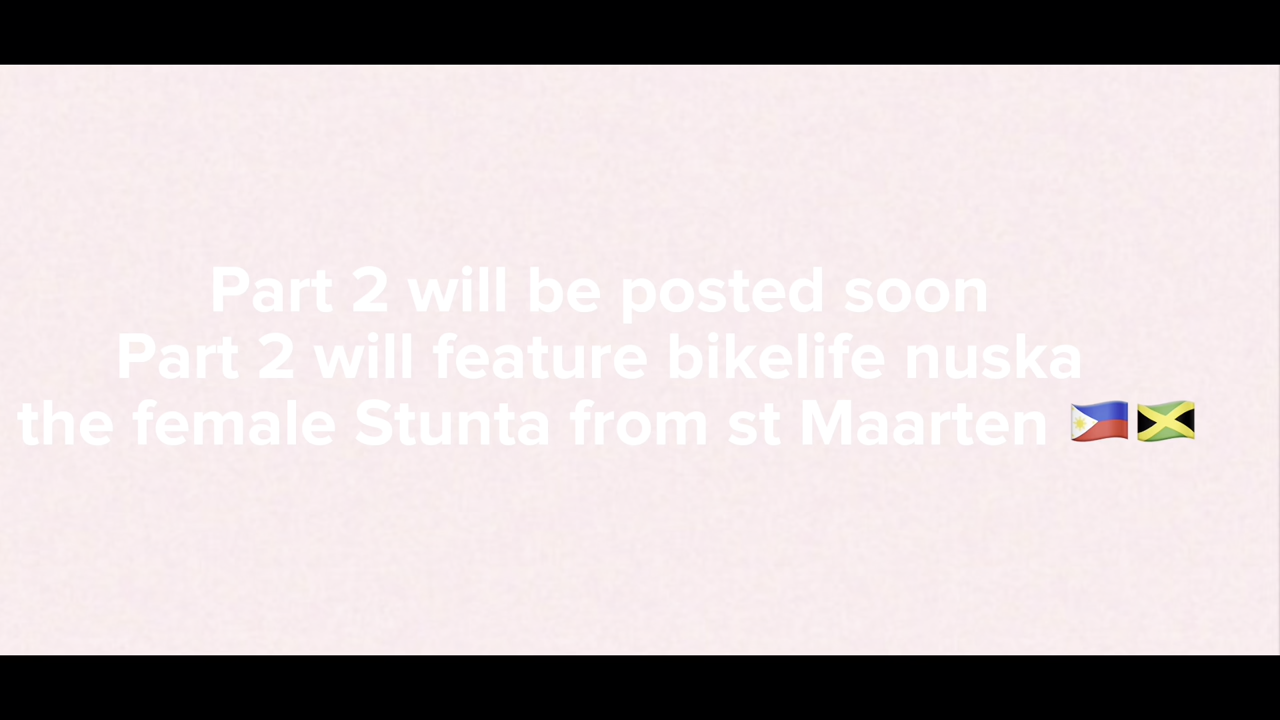 Part 2 will be posted soon
Part 2 will feature bikelife nuska
the female Stunta from st Maarten 🇵🇭🇯🇲